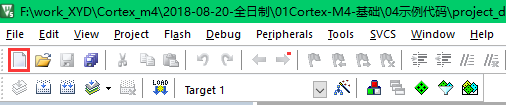 F:\work_XYD\Cortex_m4\2018-08-20-全日制\01Cortex-M4-基础\04示例代码\project_d
File Edit View Project Flash Debug Peripherals Tools SVCS Window Help
LOAD Target 1